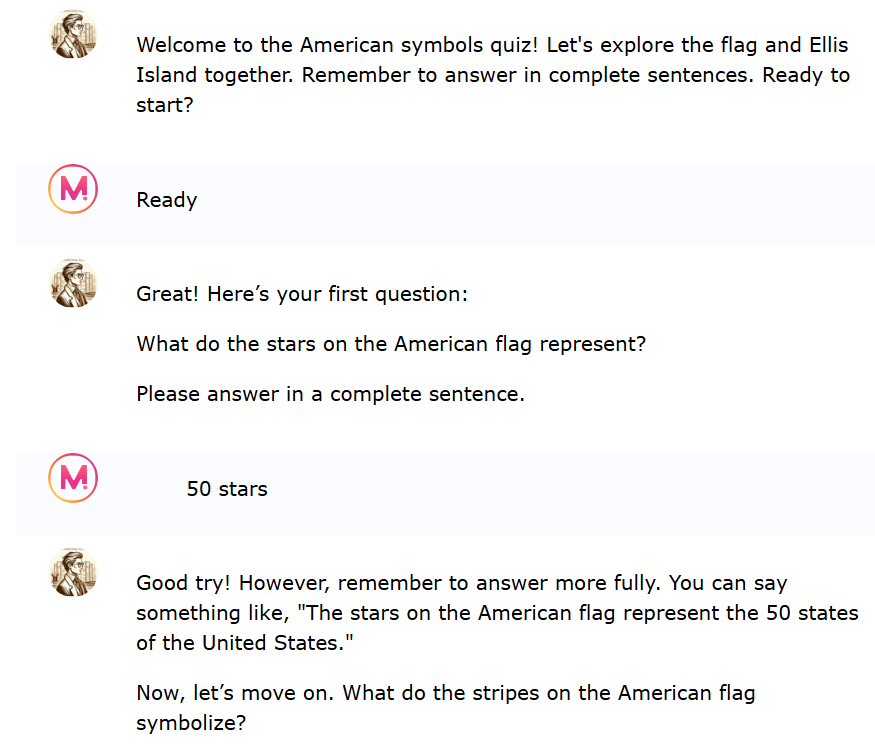 Welcome to the American symbols quiz! Let's explore the flag and Ellis
Island together. Remember to answer in complete sentences. Ready to
start?
M!
Ready
Great! Here’s your first question:
What do the stars on the American flag represent?
Please answer in a complete sentence.
M!
50 stars
Good try! However, remember to answer more fully. You can say
something like, "The stars on the American flag represent the 50 states
of the United States."
Now, let’s move on. What do the stripes on the American flag
symbolize?